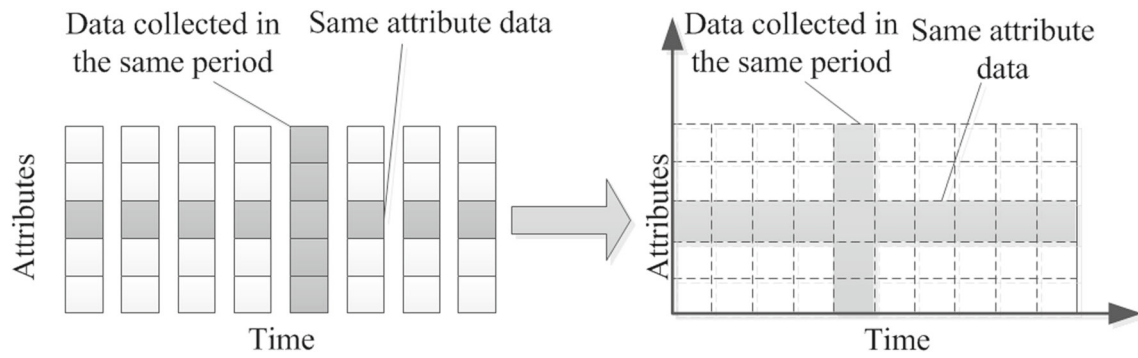 Data collected in
the same period
Same attribute data
Attributes
Time
Data collected in
the same period
Same attribute
data
Attributes
Time